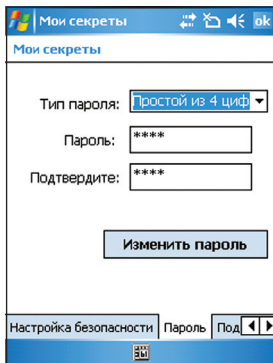 Мои секреты ok
Мои секреты
Тип пароля: Простой из 4 циф
Пароль: ****
Подтвердите: ****
Изменить пароль
Настройка безопасности Пароль Под